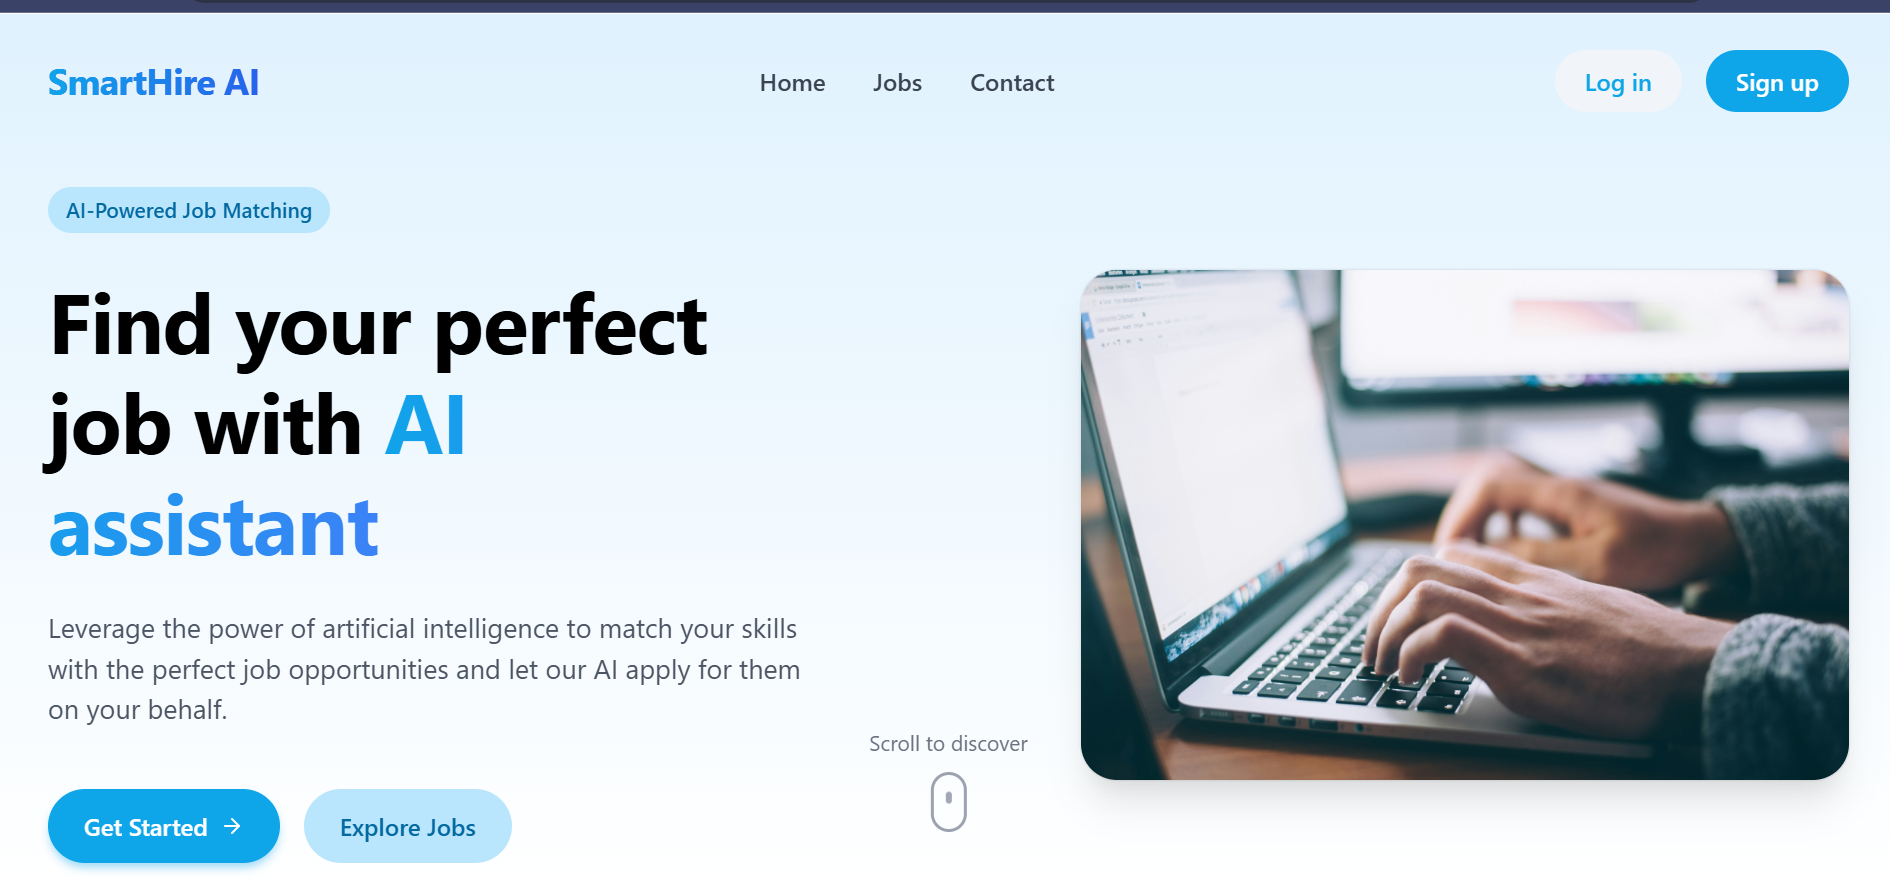 SmartHire AI
Home
Jobs
Contact
Log in
Sign up
AI-Powered Job Matching
Find your perfect
job with AI
assistant
Leverage the power of artificial intelligence to match your skills
with the perfect job opportunities and let our AI apply for them
on your behalf.
Scroll to discover
Get Started
Explore Jobs